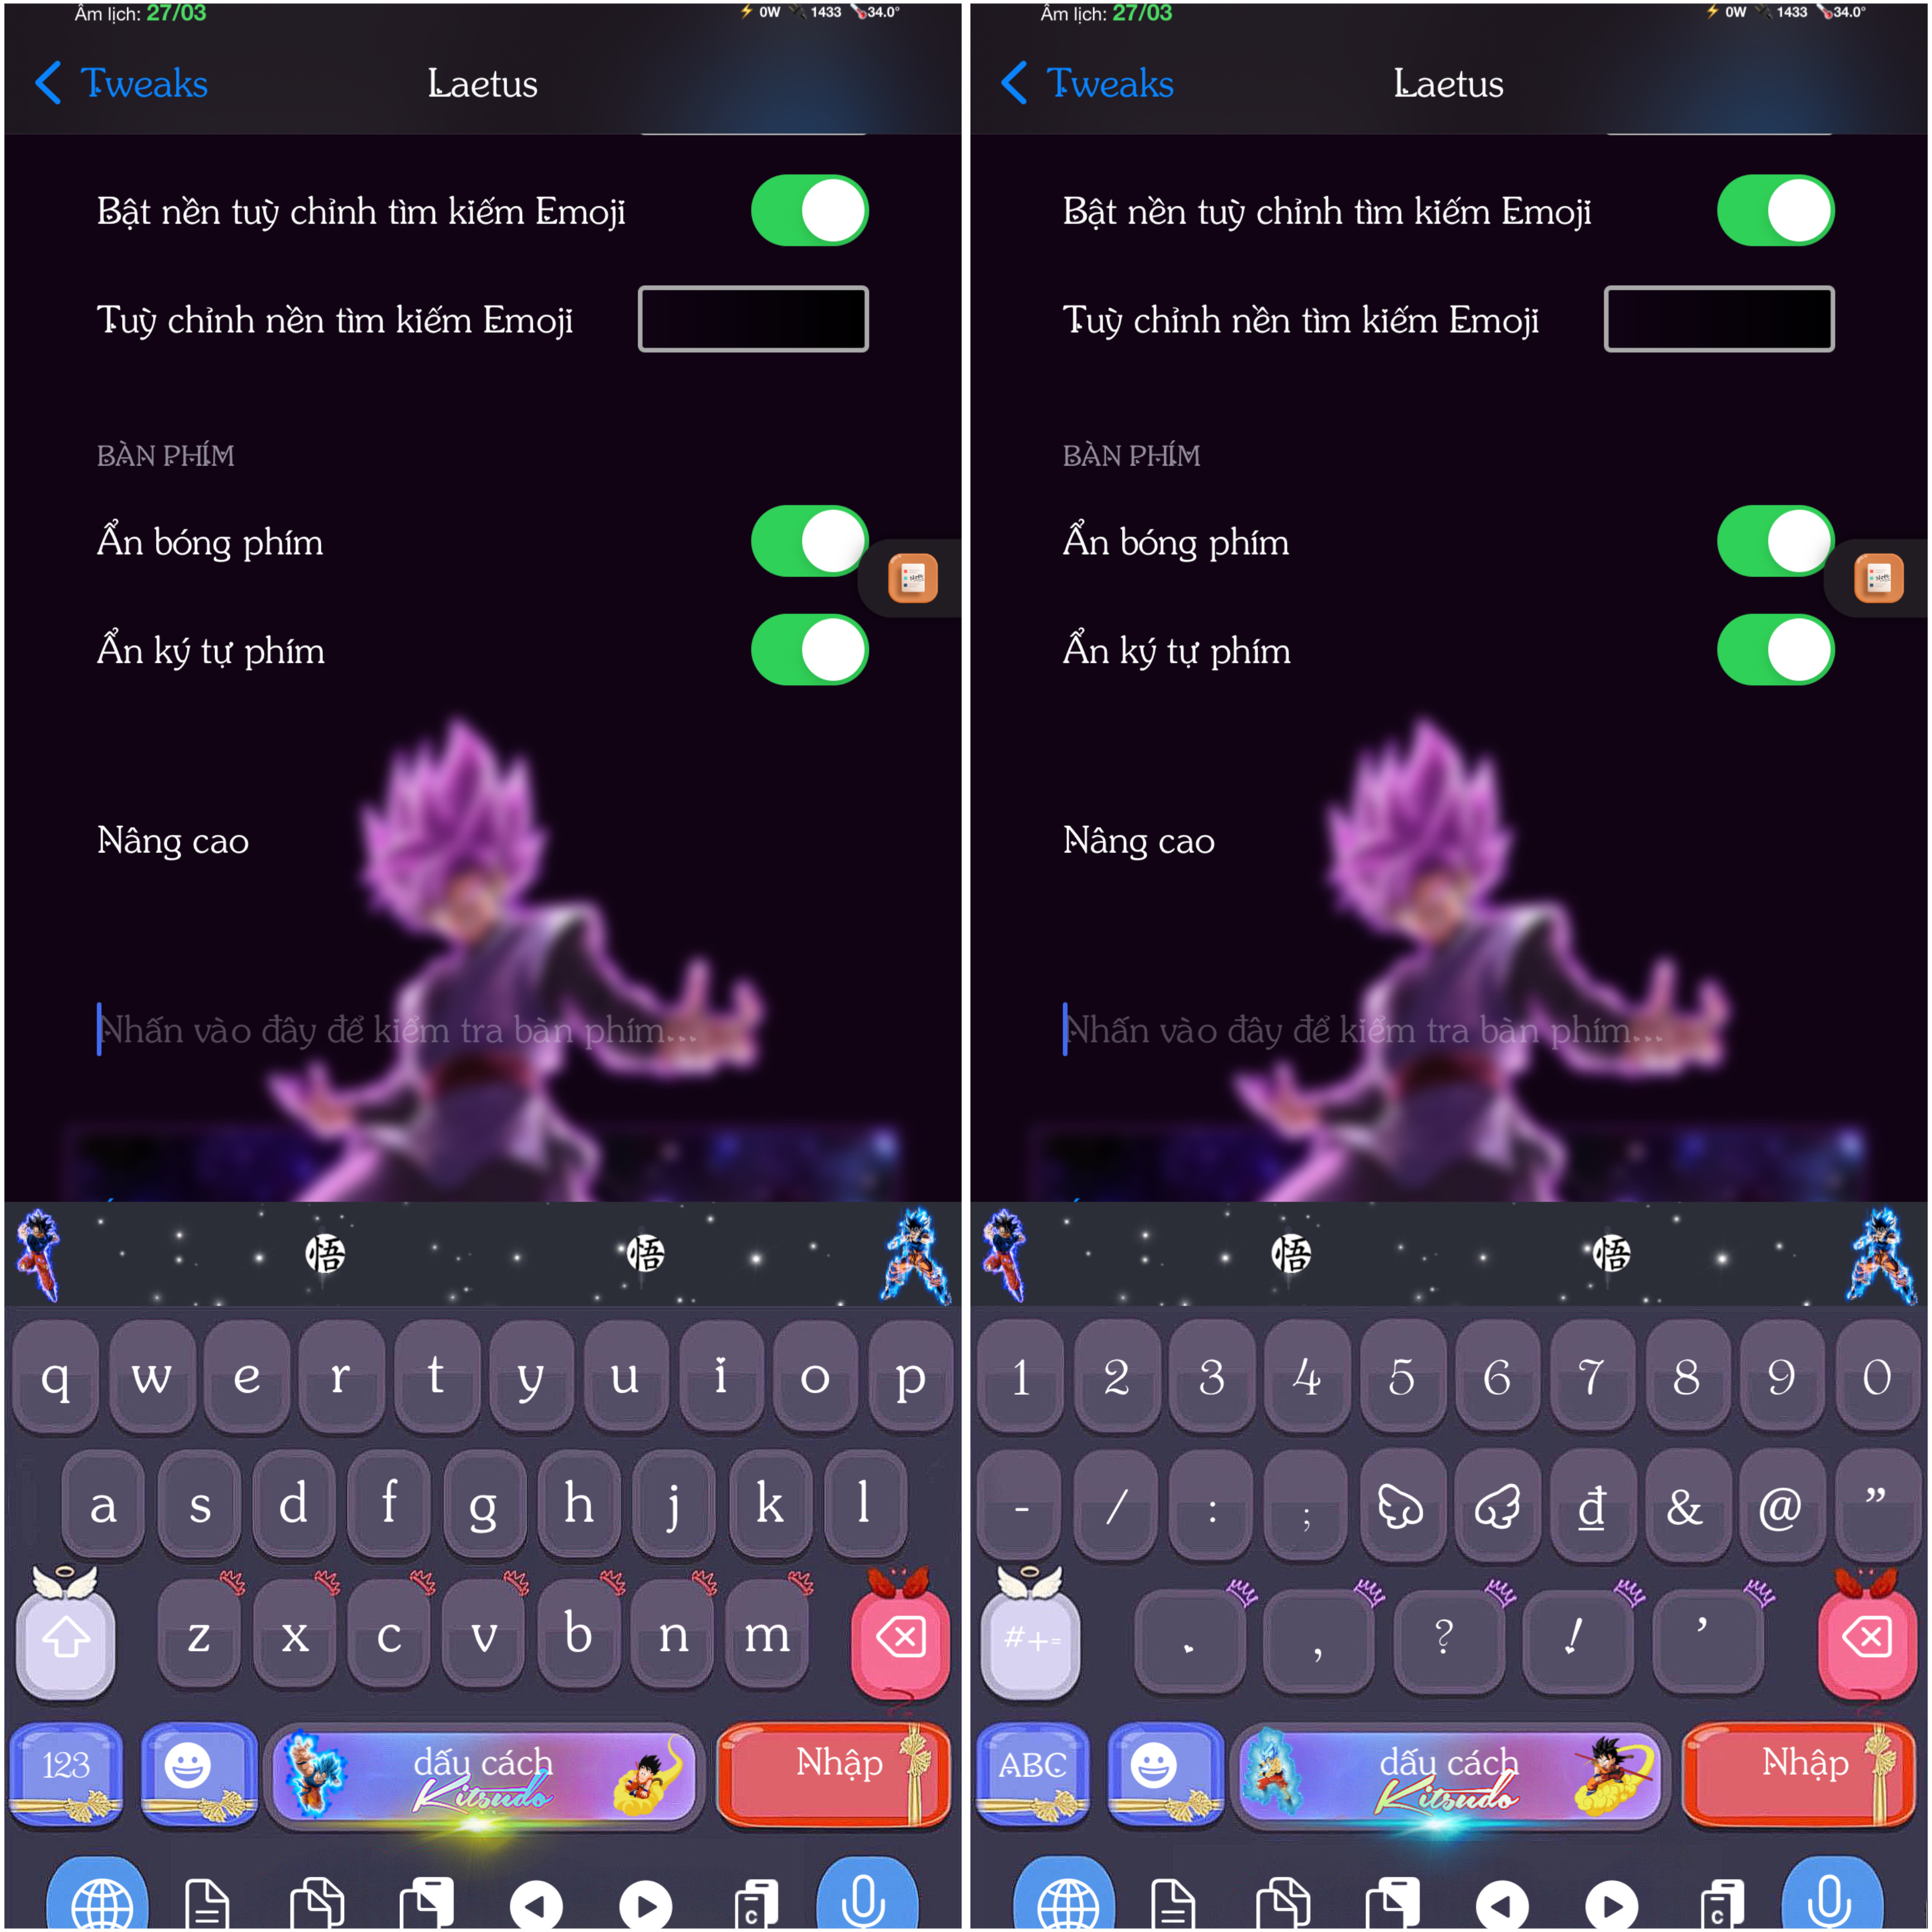 Âm lịch: 27/03
0W 1433 34.0°
Tweaks
Laetus
Bật nền tuỳ chỉnh tìm kiếm Emoji
Tuỳ chỉnh nền tìm kiếm Emoji
BÀN PHÍM
Ẩn bóng phím
Ẩn ký tự phím
Nâng cao
Nhấn vào đây để kiểm tra bàn phím...
悟 悟
q w e r t y u i o p
a s d f g h j k l
z x c v b n m
123
dấu cách
Kitsudo
Nhập
C
Âm lịch: 27/03
0W 1433 34.0°
Tweaks
Laetus
Bật nền tuỳ chỉnh tìm kiếm Emoji
Tuỳ chỉnh nền tìm kiếm Emoji
BÀN PHÍM
Ẩn bóng phím
Ẩn ký tự phím
Nâng cao
Nhấn vào đây để kiểm tra bàn phím...
悟 悟
1 2 3 4 5 6 7 8 9 0
- / : ; đ & @ ”
#+= . , ? ! ’
ABC
dấu cách
Kitsudo
Nhập
C